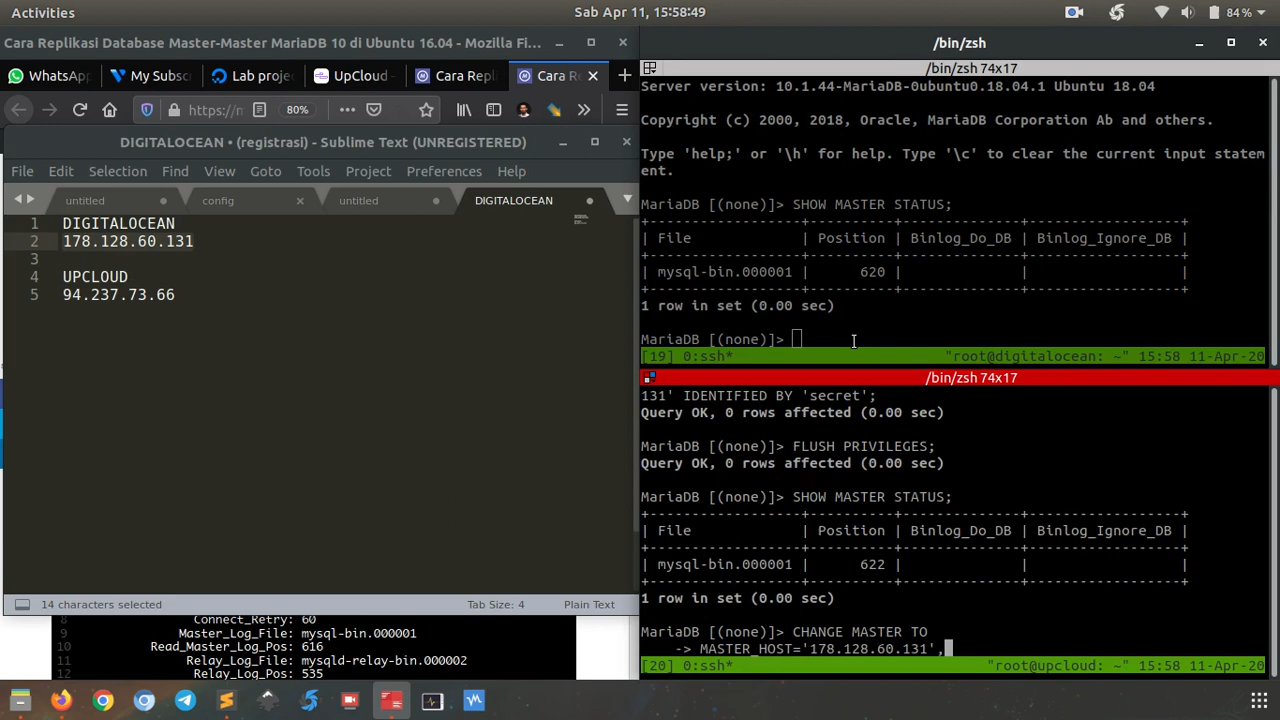 Activities
Sab Apr 11, 15:58:49
84 %
Cara Replikasi Database Master-Master MariaDB 10 di Ubuntu 16.04 - Mozilla Fi...
WhatsAp
My Subsc
Lab proje
UpCloud -
Cara Repl
Cara Re
https://n
80%
DIGITALOCEAN • (registrasi) - Sublime Text (UNREGISTERED)
File Edit Selection Find View Goto Tools Project Preferences Help
untitled
config
untitled
DIGITALOCEAN
1 DIGITALOCEAN
2 178.128.60.131
3
4 UPCLOUD
5 94.237.73.66
14 characters selected
Tab Size: 4
Plain Text
8 Connect_Retry: 60
9 Master_Log_File: mysql-bin.000001
10 Read_Master_Log_Pos: 616
11 Relay_Log_File: mysqld-relay-bin.000002
12 Relay_Log_Pos: 535
/bin/zsh
/bin/zsh 74x17
Server version: 10.1.44-MariaDB-0ubuntu0.18.04.1 Ubuntu 18.04
Copyright (c) 2000, 2018, Oracle, MariaDB Corporation Ab and others.
Type 'help;' or '\h' for help. Type '\c' to clear the current input statem
ent.
MariaDB [(none)]> SHOW MASTER STATUS;
+------------------+----------+--------------+------------------+
| File | Position | Binlog_Do_DB | Binlog_Ignore_DB |
+------------------+----------+--------------+------------------+
| mysql-bin.000001 | 620 | | |
+------------------+----------+--------------+------------------+
1 row in set (0.00 sec)
MariaDB [(none)]>
[19] 0:ssh* "root@digitalocean: ~" 15:58 11-Apr-20
/bin/zsh 74x17
131' IDENTIFIED BY 'secret';
Query OK, 0 rows affected (0.00 sec)
MariaDB [(none)]> FLUSH PRIVILEGES;
Query OK, 0 rows affected (0.00 sec)
MariaDB [(none)]> SHOW MASTER STATUS;
+------------------+----------+--------------+------------------+
| File | Position | Binlog_Do_DB | Binlog_Ignore_DB |
+------------------+----------+--------------+------------------+
| mysql-bin.000001 | 622 | | |
+------------------+----------+--------------+------------------+
1 row in set (0.00 sec)
MariaDB [(none)]> CHANGE MASTER TO
-> MASTER_HOST='178.128.60.131',
[20] 0:ssh* "root@upcloud: ~" 15:58 11-Apr-20